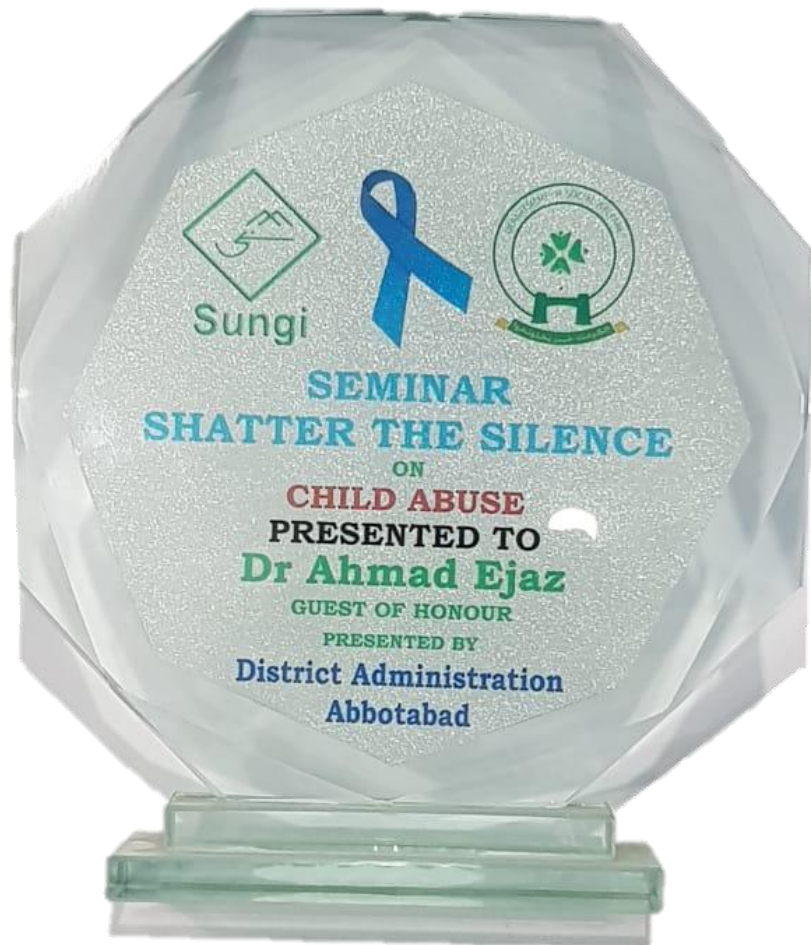 Sungi
SEMINAR
SHATTER THE SILENCE
ON
CHILD ABUSE
PRESENTED TO
Dr Ahmad Ejaz
GUEST OF HONOUR
PRESENTED BY
District Administration
Abbotabad